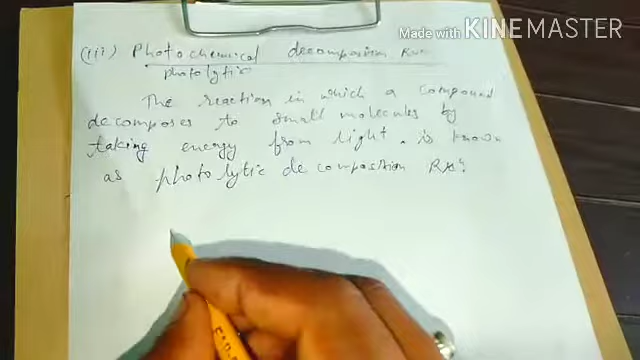 Made with KINEMASTER
(iii) Photochemical decomposition Rxn
photolytic
The reaction in which a compound
decomposes to small molecules by
taking energy from light. is known
as photolytic decomposition Rxn.